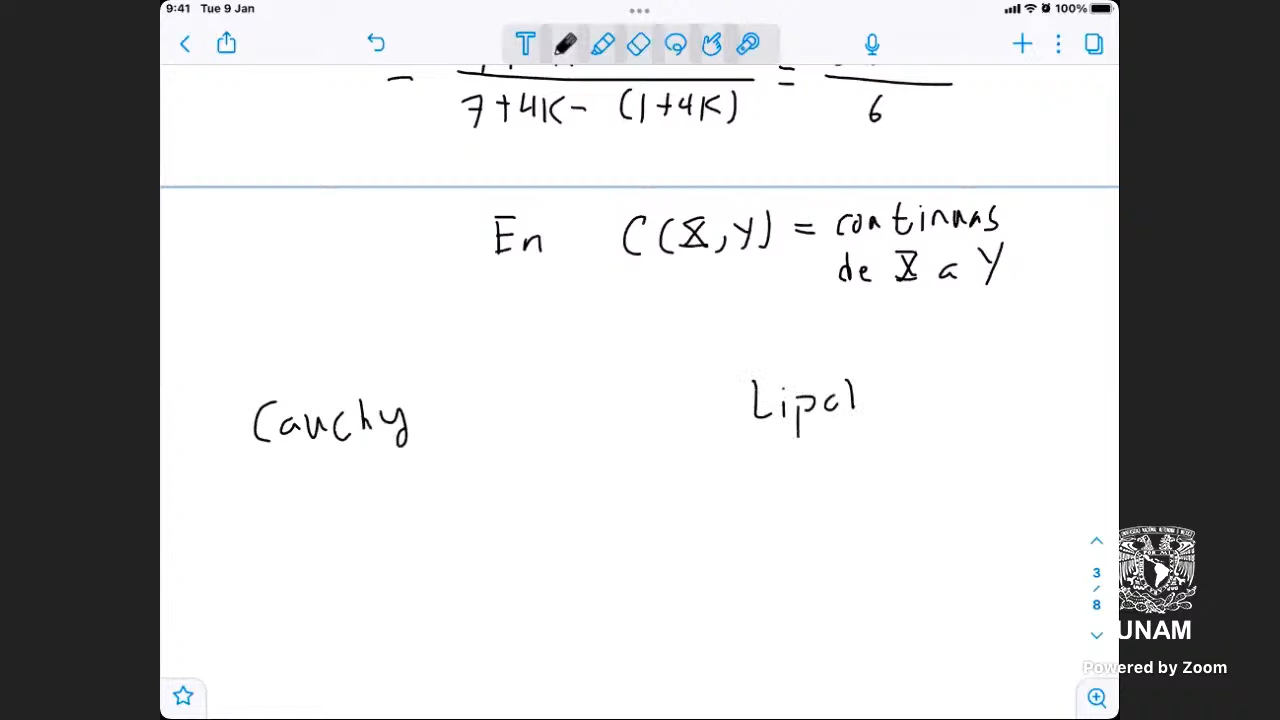 9:41 Tue 9 Jan
100%
T
7+4K- (1+4K)
=
6
En C(X,Y) = continuas
de X a Y
Cauchy
Lipol
3
8
UNAM
Powered by Zoom